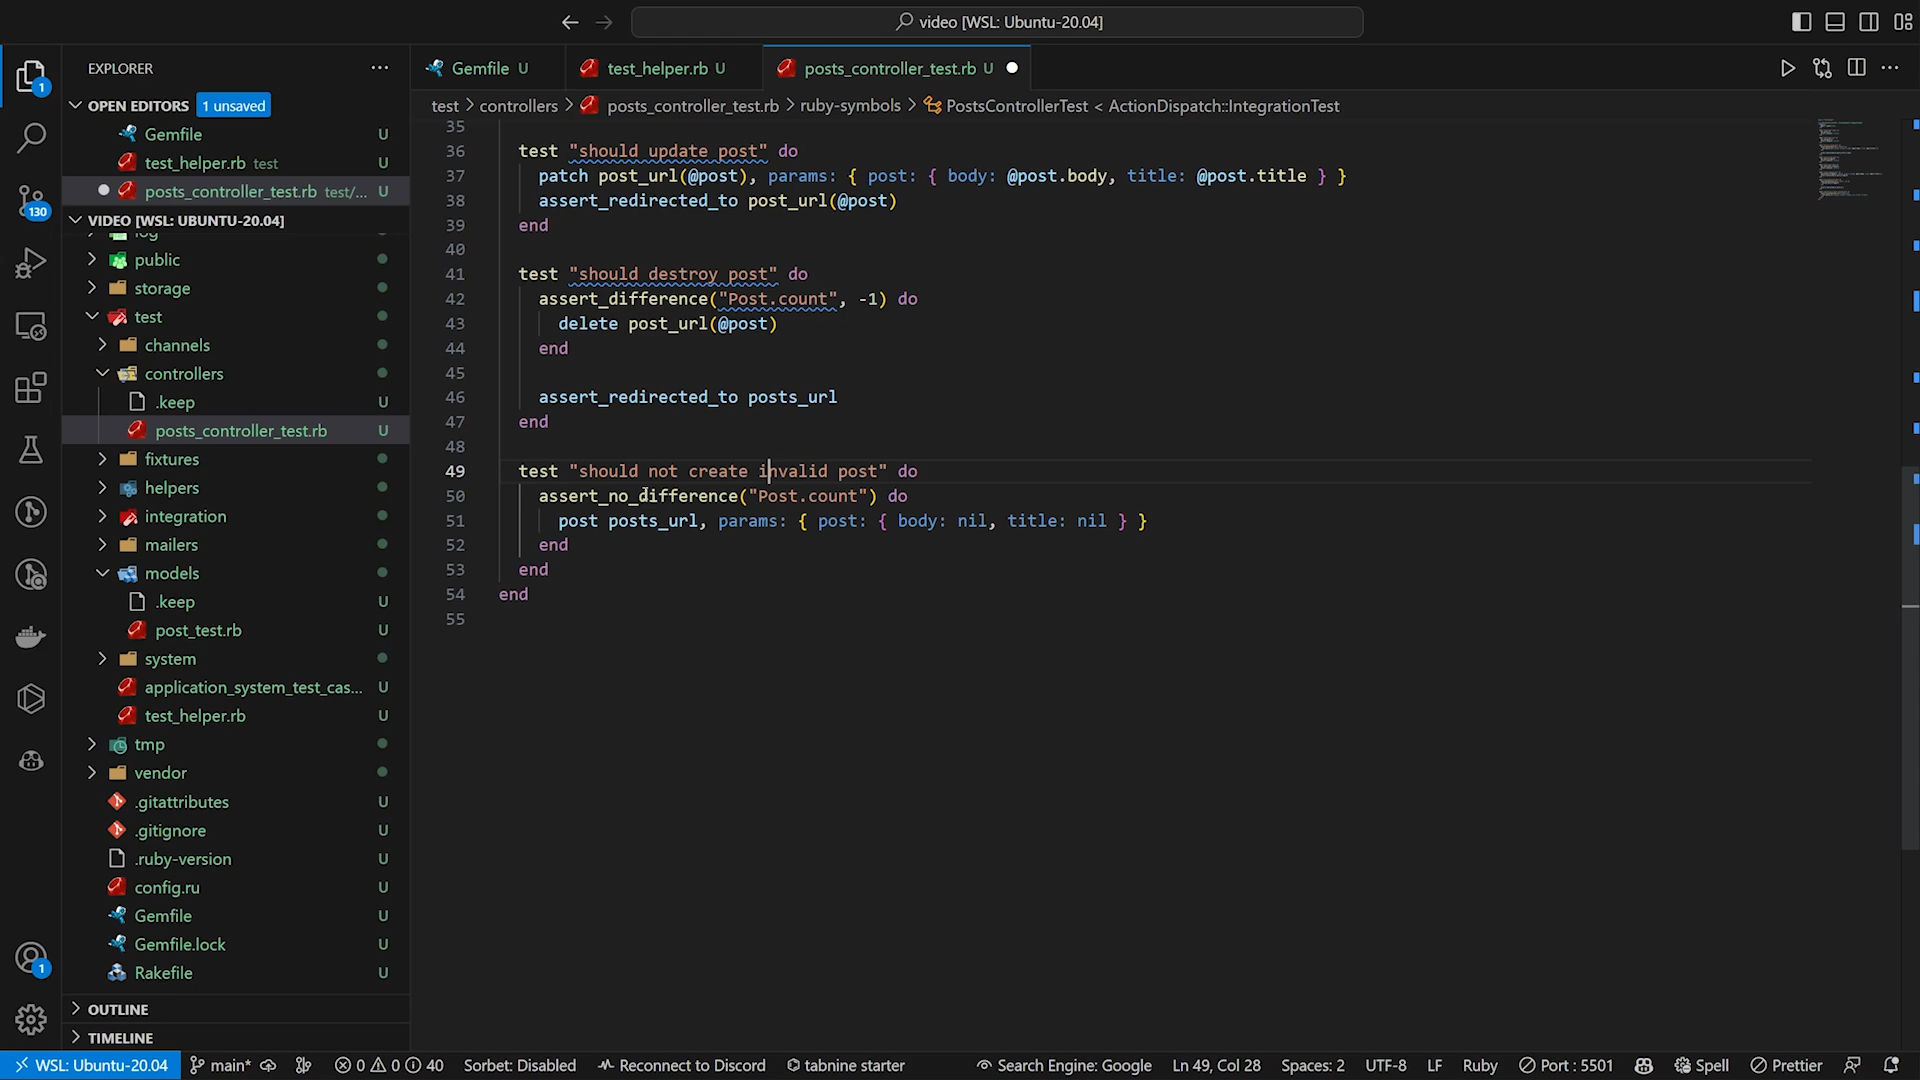 video [WSL: Ubuntu-20.04]
EXPLORER
Gemfile U
test_helper.rb U
posts_controller_test.rb U
test > controllers > posts_controller_test.rb > ruby-symbols > PostsControllerTest < ActionDispatch::IntegrationTest
1
OPEN EDITORS 1 unsaved
Gemfile U
test_helper.rb test U
posts_controller_test.rb test/... U
130
VIDEO [WSL: UBUNTU-20.04]
log
public
storage
test
channels
controllers
.keep U
posts_controller_test.rb U
fixtures
helpers
integration
mailers
models
.keep U
post_test.rb U
system
application_system_test_cas... U
test_helper.rb U
tmp
vendor
.gitattributes U
.gitignore U
.ruby-version U
config.ru U
Gemfile U
Gemfile.lock U
Rakefile U
1
OUTLINE
TIMELINE
35
36 test "should update post" do
37 patch post_url(@post), params: { post: { body: @post.body, title: @post.title } }
38 assert_redirected_to post_url(@post)
39 end
40
41 test "should destroy post" do
42 assert_difference("Post.count", -1) do
43 delete post_url(@post)
44 end
45
46 assert_redirected_to posts_url
47 end
48
49 test "should not create invalid post" do
50 assert_no_difference("Post.count") do
51 post posts_url, params: { post: { body: nil, title: nil } }
52 end
53 end
54 end
55
WSL: Ubuntu-20.04 main* 0 0 40 Sorbet: Disabled Reconnect to Discord tabnine starter Search Engine: Google Ln 49, Col 28 Spaces: 2 UTF-8 LF Ruby Port : 5501 Spell Prettier